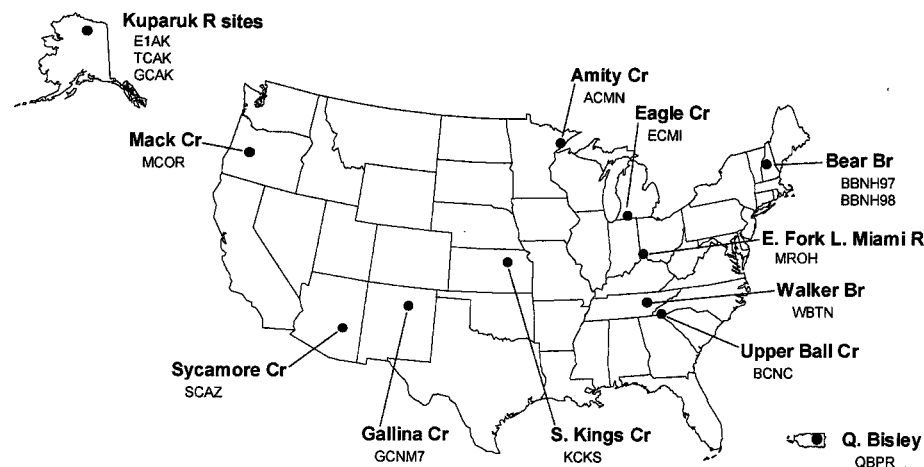 Kuparuk R sites
E1AK
TCAK
GCAK
Amity Cr
ACMN
Eagle Cr
ECMI
Mack Cr
MCOR
Bear Br
BBNH97
BBNH98
E. Fork L. Miami R
MROH
Walker Br
WBTN
Upper Ball Cr
BCNC
Sycamore Cr
SCAZ
Gallina Cr
GCNM7
S. Kings Cr
KCKS
Q. Bisley
QBPR